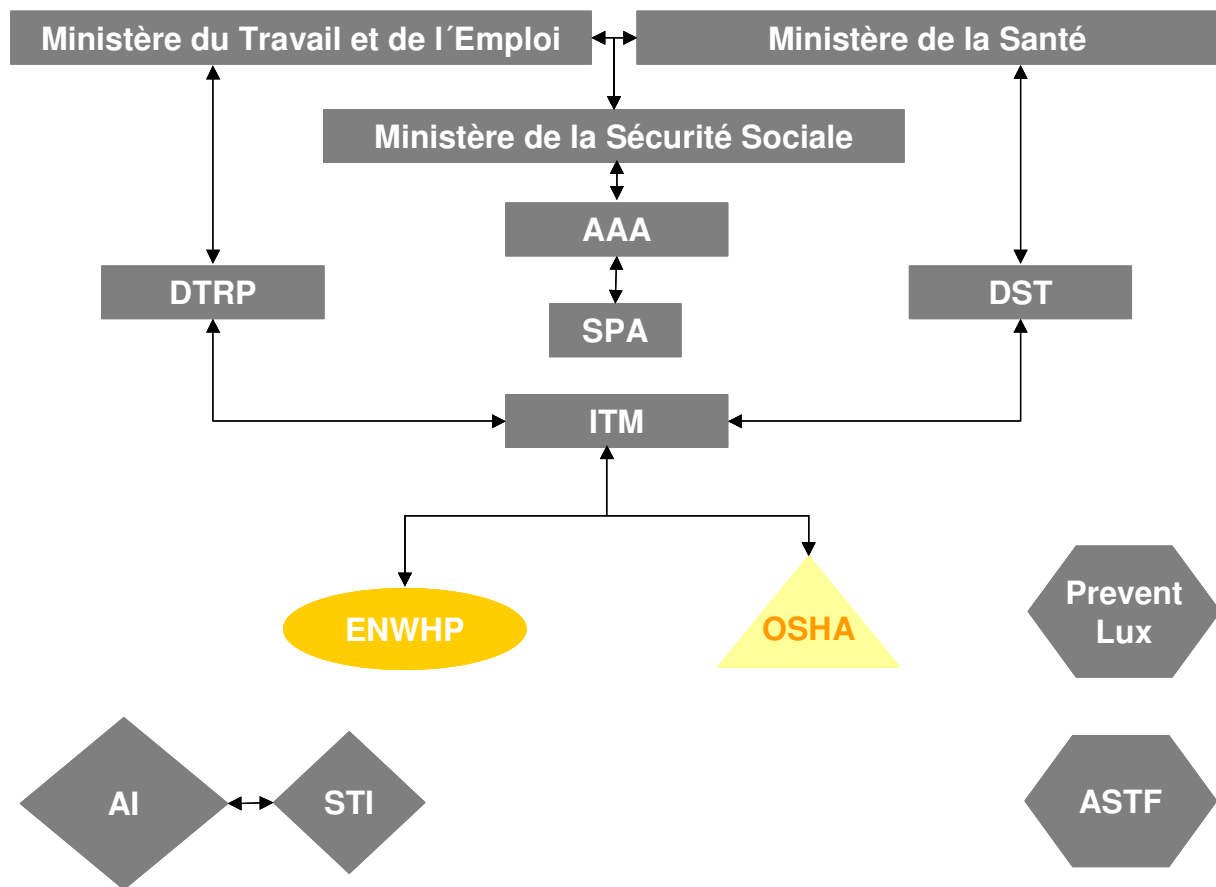 Ministère du Travail et de l´Emploi
Ministère de la Santé
Ministère de la Sécurité Sociale
AAA
DTRP
DST
SPA
ITM
ENWHP
OSHA
Prevent
Lux
AI
STI
ASTF